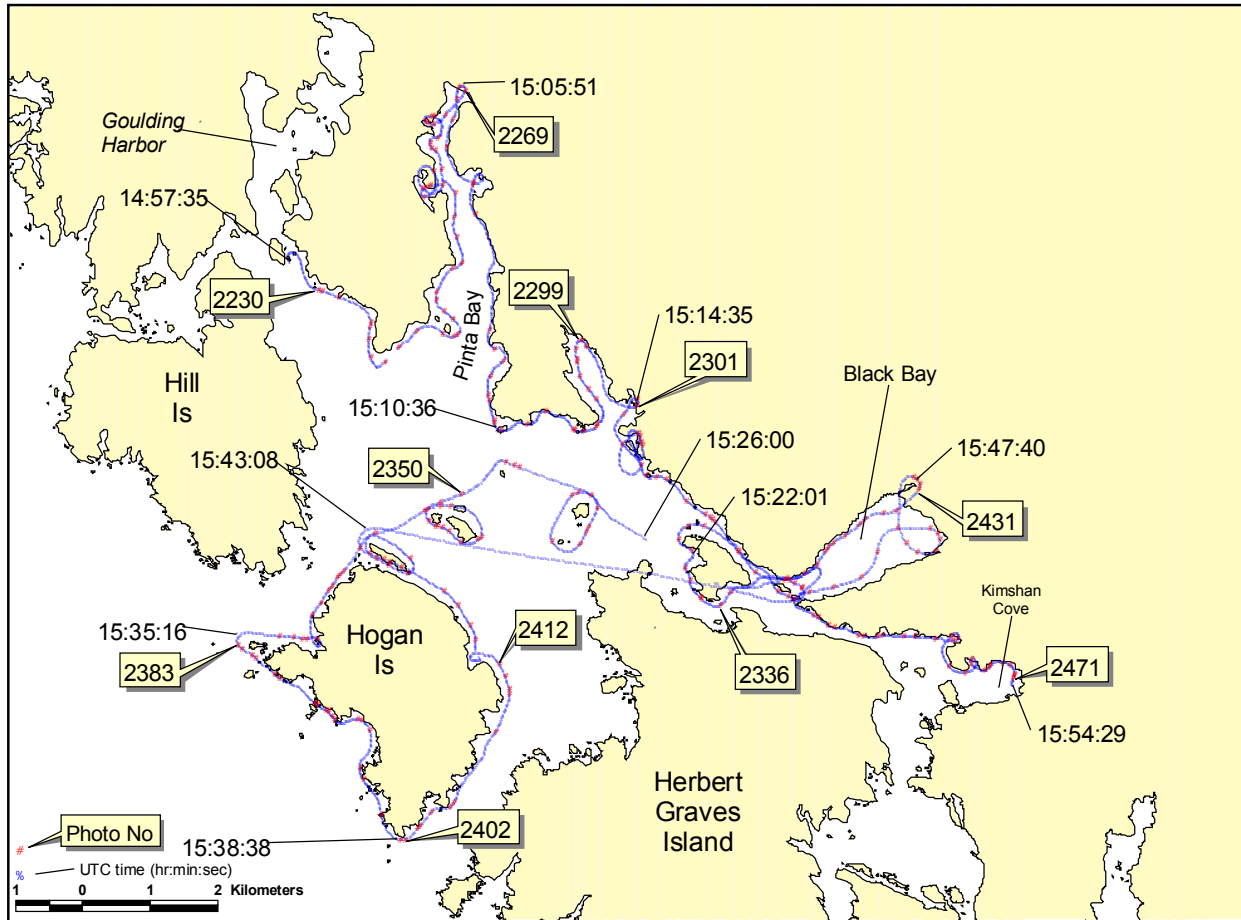 15:05:51
Goulding
Harbor
2269
14:57:35
2230
2299
15:14:35
Pinta Bay
2301
Hill
Is
Black Bay
15:10:36
15:26:00
15:47:40
15:43:08
2350
15:22:01
2431
Kimshan
Cove
15:35:16
Hogan
Is
2412
2383
2336
2471
15:54:29
Herbert
Graves
Island
Photo No
#
2402
15:38:38
% UTC time (hr:min:sec)
1 0 1 2 Kilometers